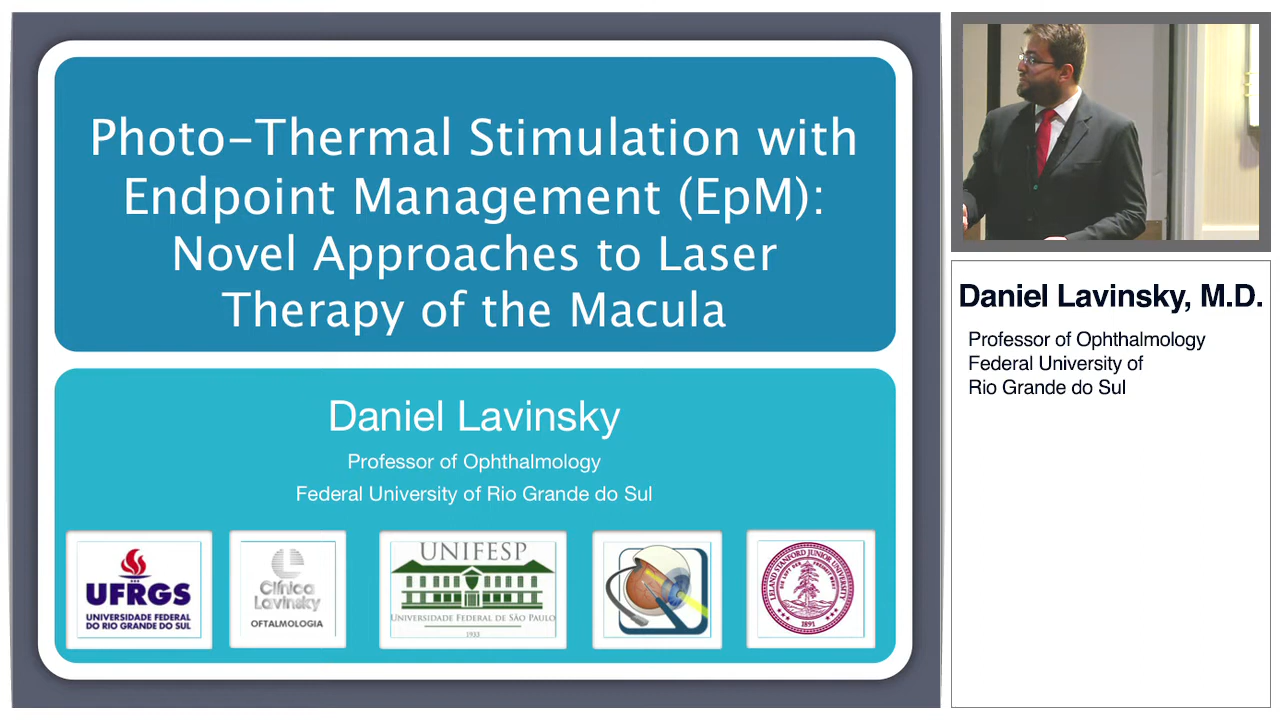 Photo-Thermal Stimulation with
Endpoint Management (EpM):
Novel Approaches to Laser
Therapy of the Macula
Daniel Lavinsky
Professor of Ophthalmology
Federal University of Rio Grande do Sul
UFRGS
UNIVERSIDADE FEDERAL
DO RIO GRANDE DO SUL
Clínica
Lavinsky
OFTALMOLOGIA
UNIFESP
UNIVERSIDADE FEDERAL DE SÃO PAULO
1933
LELAND STANFORD JUNIOR UNIVERSITY
1891
Daniel Lavinsky, M.D.
Professor of Ophthalmology
Federal University of
Rio Grande do Sul